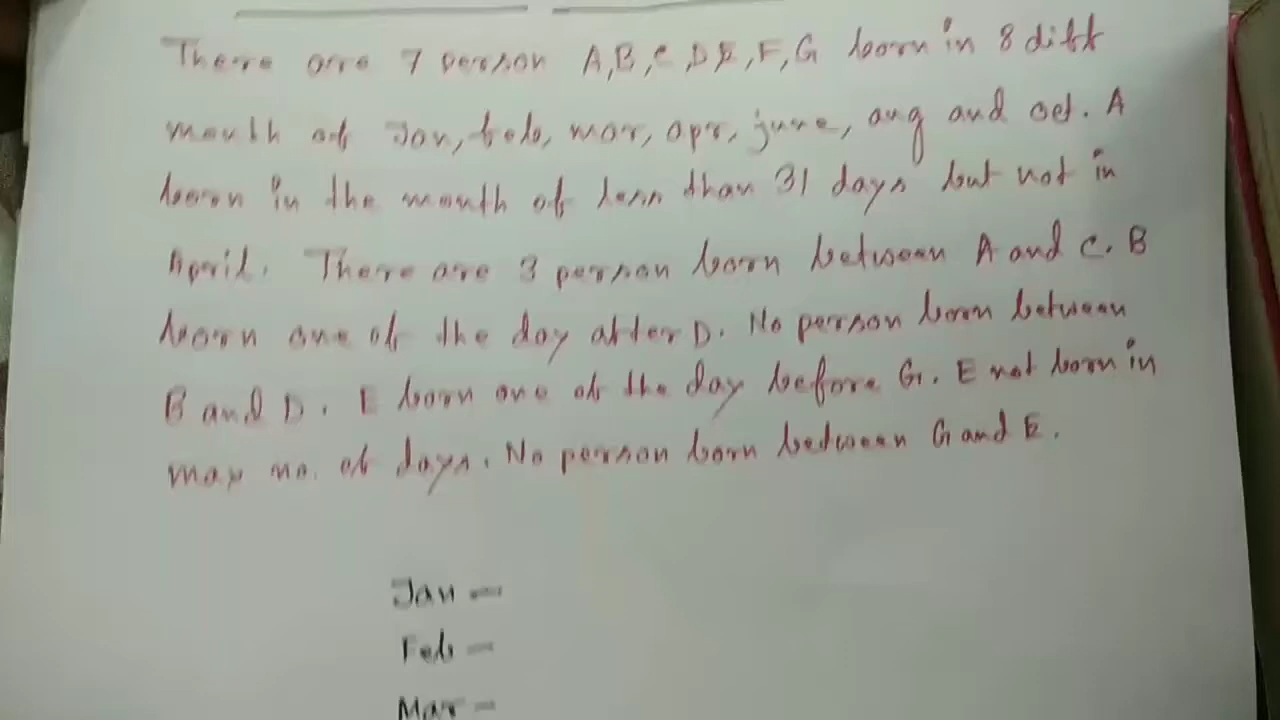 There are 7 person A,B,C,D,E,F,G born in 8 diff
month of Jan, feb, mar, apr, june, aug and oct. A
born in the month of less than 31 days but not in
April. There are 3 person born between A and C. B
born one of the day after D. No person born between
B and D. E born one of the day before G. E not born in
max no. of days. No person born between G and E.
Jan -
Feb -
Mar -